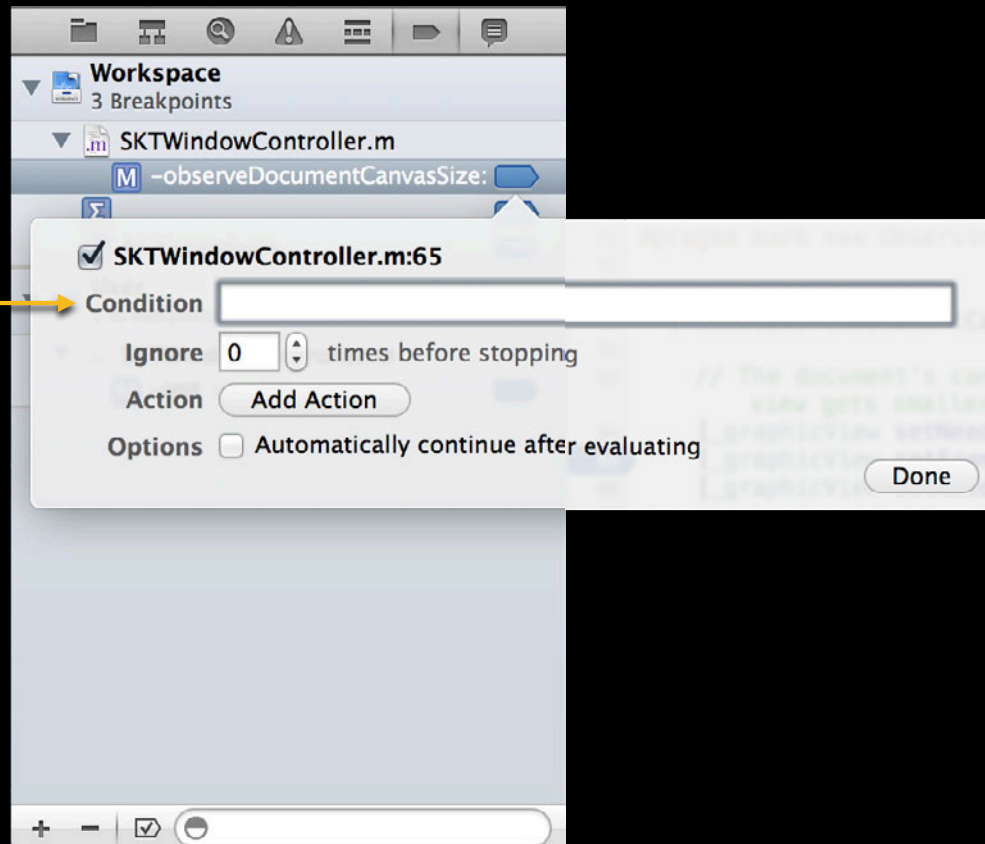 Workspace
3 Breakpoints
SKTWindowController.m
M -observeDocumentCanvasSize:
SKTWindowController.m:65
Condition
Ignore 0 times before stopping
Action Add Action
Options Automatically continue after evaluating
Done